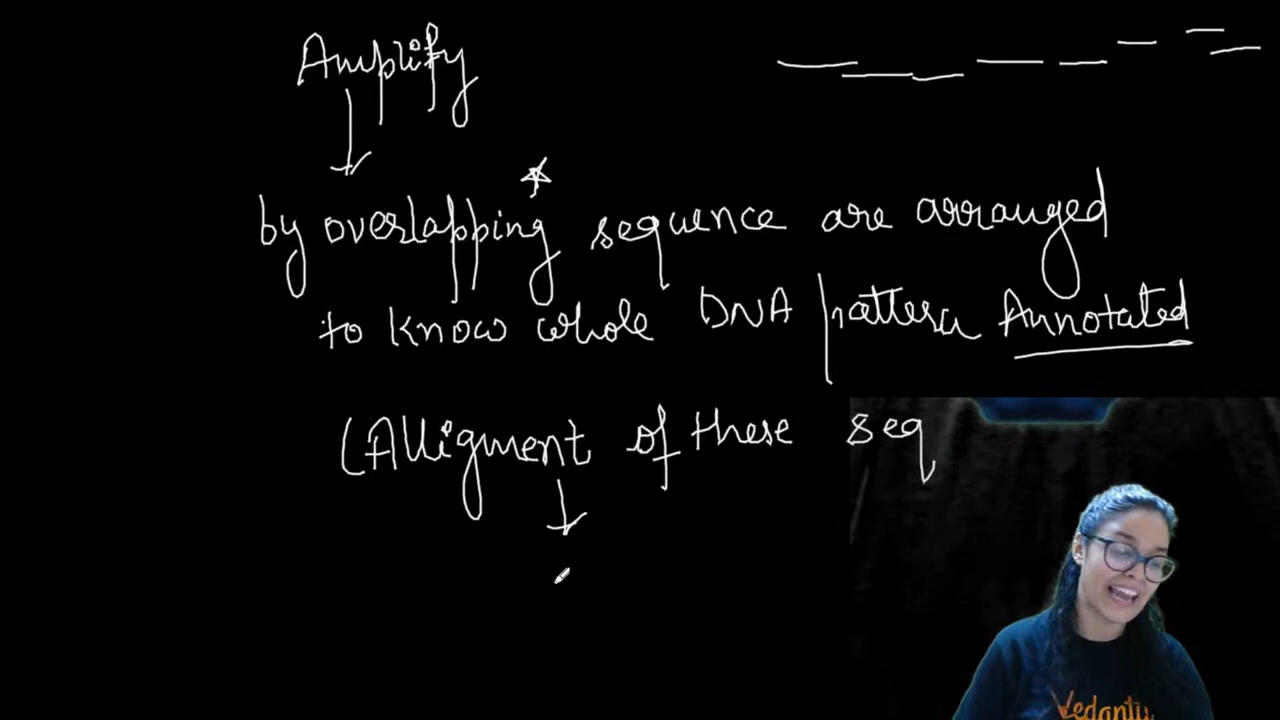 Amplify
by overlapping sequence are arranged
to know whole DNA pattern Annotated
(Alligment of these seq
Vedantu